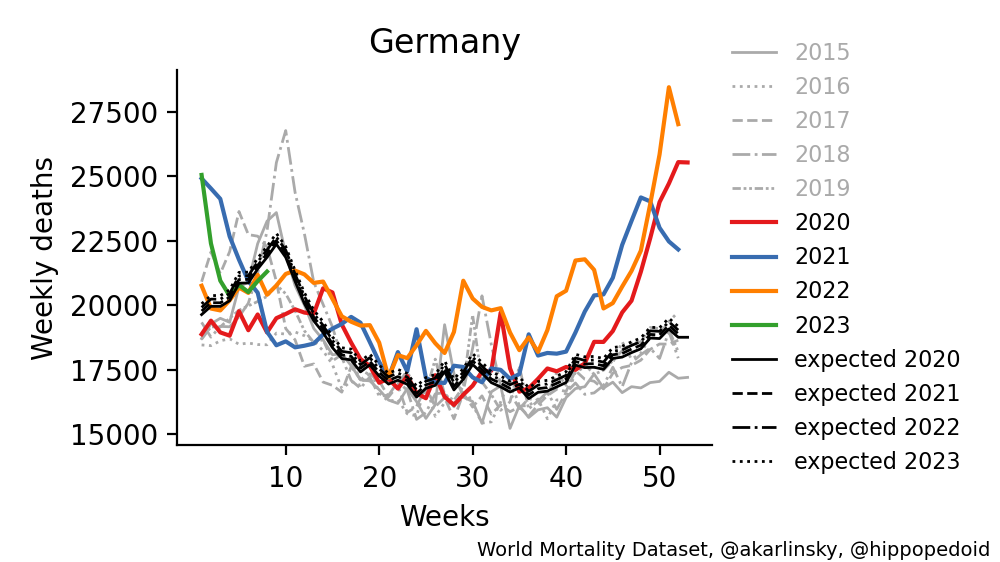 Germany
Weekly deaths
27500
25000
22500
20000
17500
15000
10
20
30
40
50
Weeks
2015
2016
2017
2018
2019
2020
2021
2022
2023
expected 2020
expected 2021
expected 2022
expected 2023
World Mortality Dataset, @akarlinsky, @hippopedoid